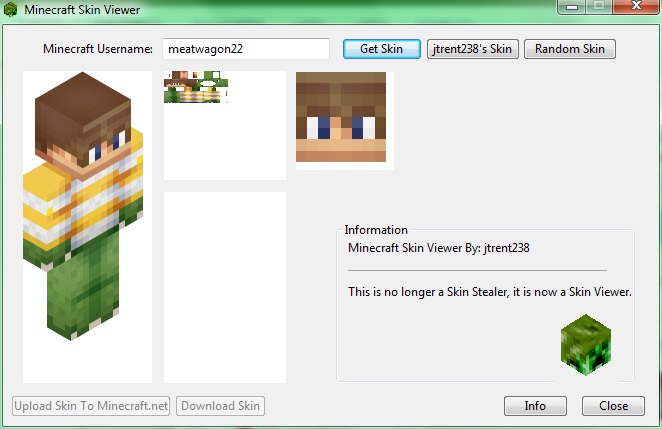 Minecraft Skin Viewer
Minecraft Username: meatwagon22 Get Skin jtrent238's Skin Random Skin
Information
Minecraft Skin Viewer By: jtrent238
This is no longer a Skin Stealer, it is now a Skin Viewer.
Upload Skin To Minecraft.net Download Skin Info Close